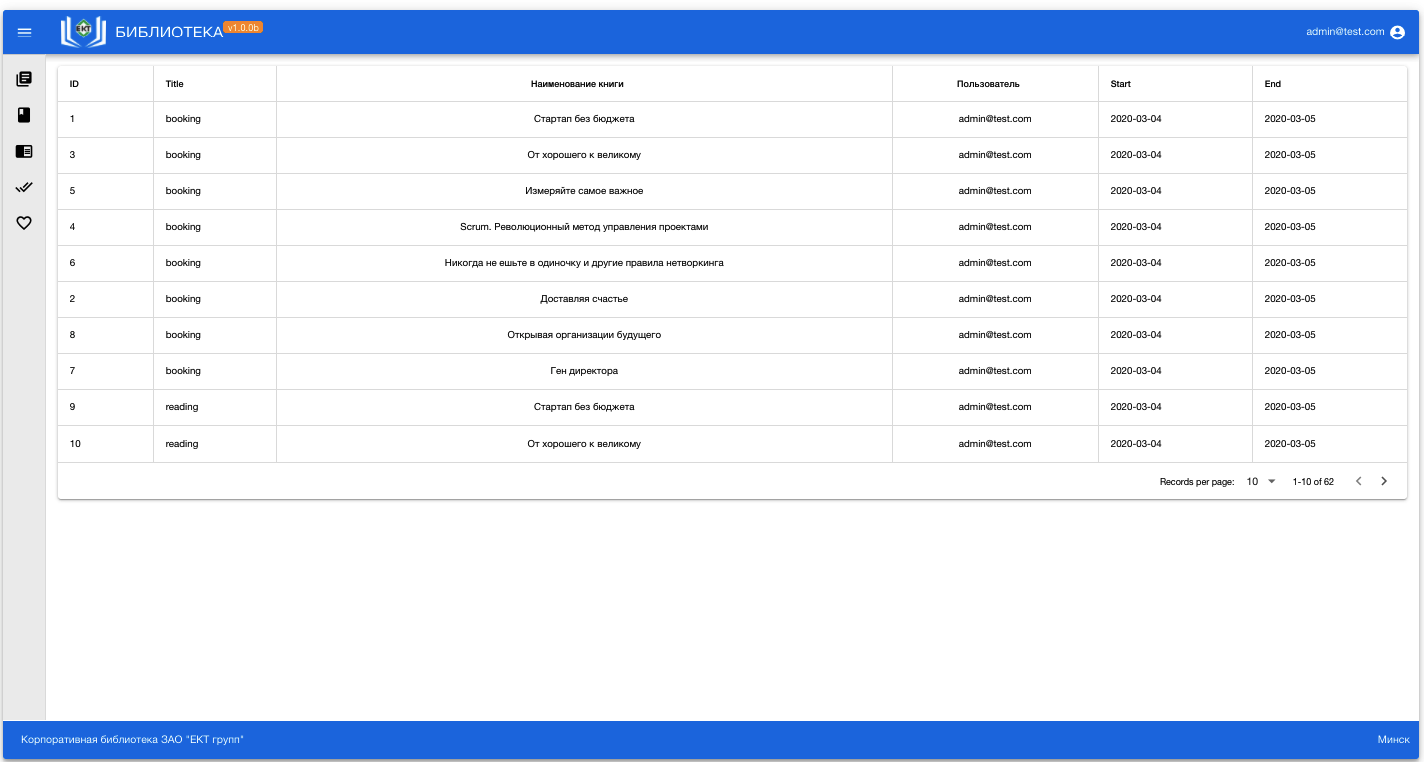 ЕКТ БИБЛИОТЕКА v1.0.0b admin@test.com
ID Title Наименование книги Пользователь Start End
1 booking Стартап без бюджета admin@test.com 2020-03-04 2020-03-05
3 booking От хорошего к великому admin@test.com 2020-03-04 2020-03-05
5 booking Измеряйте самое важное admin@test.com 2020-03-04 2020-03-05
4 booking Scrum. Революционный метод управления проектами admin@test.com 2020-03-04 2020-03-05
6 booking Никогда не ешьте в одиночку и другие правила нетворкинга admin@test.com 2020-03-04 2020-03-05
2 booking Доставляя счастье admin@test.com 2020-03-04 2020-03-05
8 booking Открывая организации будущего admin@test.com 2020-03-04 2020-03-05
7 booking Ген директора admin@test.com 2020-03-04 2020-03-05
9 reading Стартап без бюджета admin@test.com 2020-03-04 2020-03-05
10 reading От хорошего к великому admin@test.com 2020-03-04 2020-03-05
Records per page: 10 1-10 of 62
Корпоративная библиотека ЗАО "ЕКТ групп" Минск